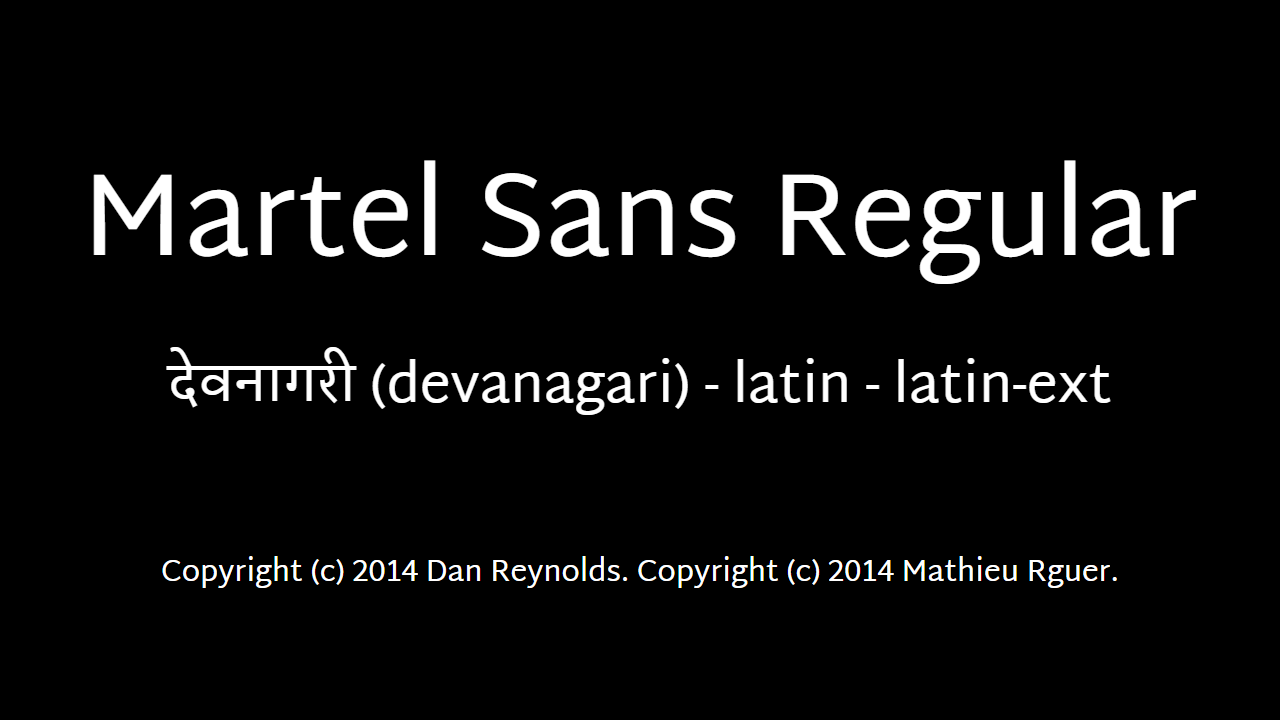 Martel Sans Regular
देवनागरी (devanagari) - latin - latin-ext
Copyright (c) 2014 Dan Reynolds. Copyright (c) 2014 Mathieu Rguer.